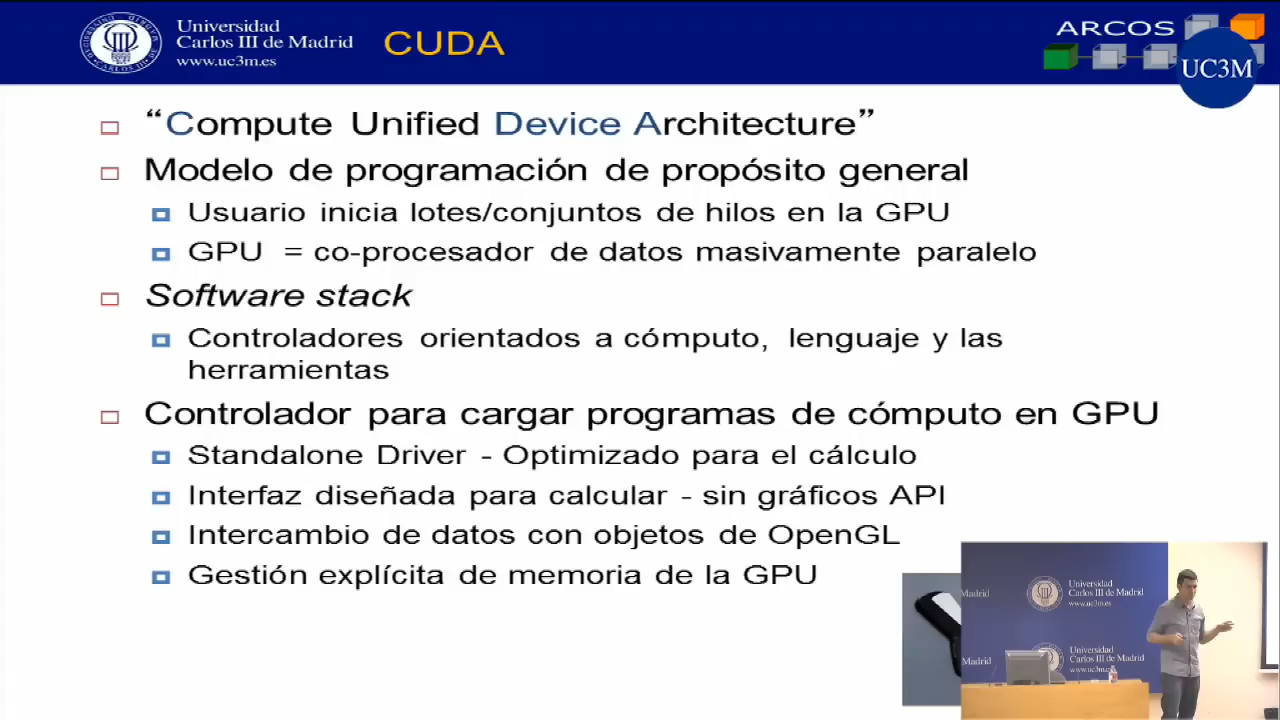 Universidad
Carlos III de Madrid
www.uc3m.es
CUDA
ARCOS
UC3M
“Compute Unified Device Architecture”
Modelo de programación de propósito general
Usuario inicia lotes/conjuntos de hilos en la GPU
GPU = co-procesador de datos masivamente paralelo
Software stack
Controladores orientados a cómputo, lenguaje y las
herramientas
Controlador para cargar programas de cómputo en GPU
Standalone Driver - Optimizado para el cálculo
Interfaz diseñada para calcular - sin gráficos API
Intercambio de datos con objetos de OpenGL
Gestión explícita de memoria de la GPU
Madrid
Universidad
Carlos III de Madrid
www.uc3m.es
Madrid
Universidad
Carlos III de Madrid
www.uc3m.es